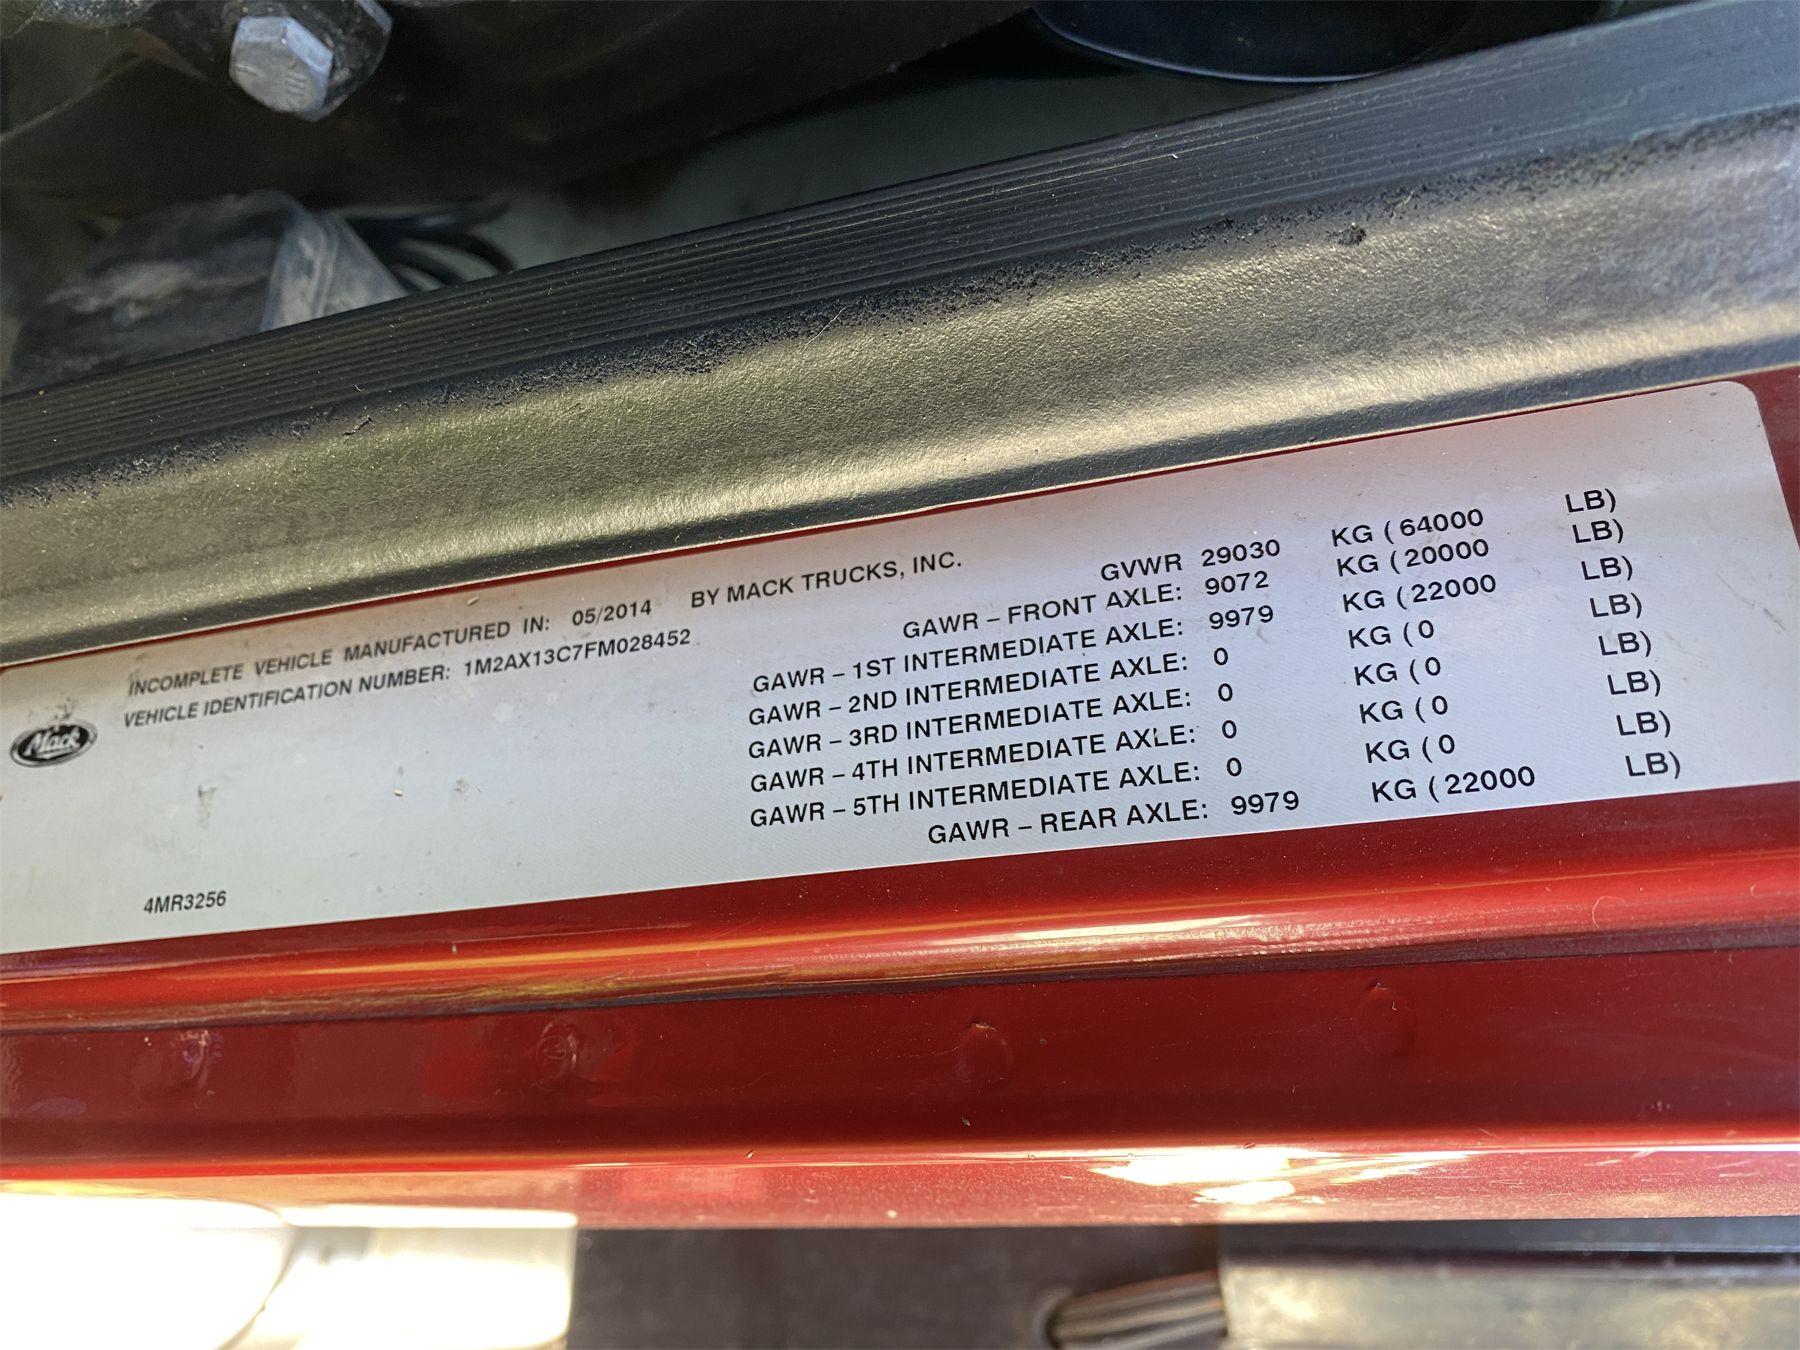 INCOMPLETE VEHICLE MANUFACTURED IN: 05/2014 BY MACK TRUCKS, INC.
VEHICLE IDENTIFICATION NUMBER: 1M2AX13C7FM028452
Mack
GVWR 29030 KG (64000 LB)
GAWR – FRONT AXLE: 9072 KG (20000 LB)
GAWR – 1ST INTERMEDIATE AXLE: 9979 KG (22000 LB)
GAWR – 2ND INTERMEDIATE AXLE: 0 KG (0 LB)
GAWR – 3RD INTERMEDIATE AXLE: 0 KG (0 LB)
GAWR – 4TH INTERMEDIATE AXLE: 0 KG (0 LB)
GAWR – 5TH INTERMEDIATE AXLE: 0 KG (0 LB)
GAWR – REAR AXLE: 9979 KG (22000 LB)
4MR3256